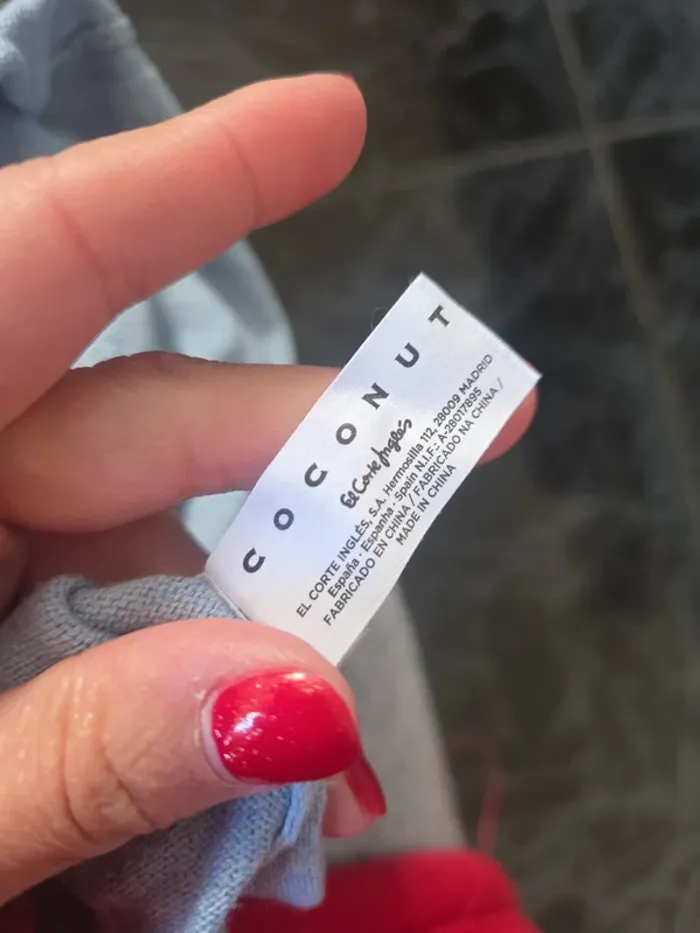 COCONUT
El Corte Inglés
EL CORTE INGLÉS, S.A. Hermosilla 112, 28009 MADRID
España - Espanha - Spain N.I.F.: A-28017895
FABRICADO EN CHINA / FABRICADO NA CHINA /
MADE IN CHINA